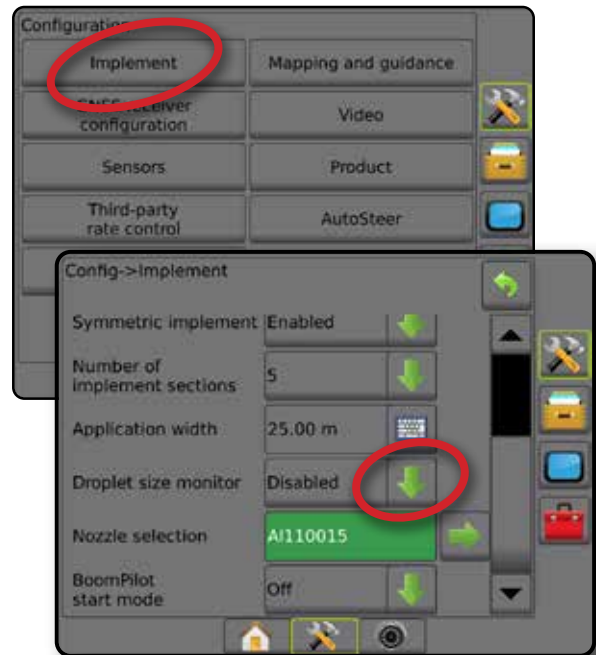 Configuration
Implement
Mapping and guidance
GNSS receiver
configuration
Video
Sensors
Product
Third-party
rate control
AutoSteer
Config->Implement
Symmetric implement Enabled
Number of
implement sections
5
Application width 25.00 m
Droplet size monitor Disabled
Nozzle selection AI110015
BoomPilot
start mode
Off